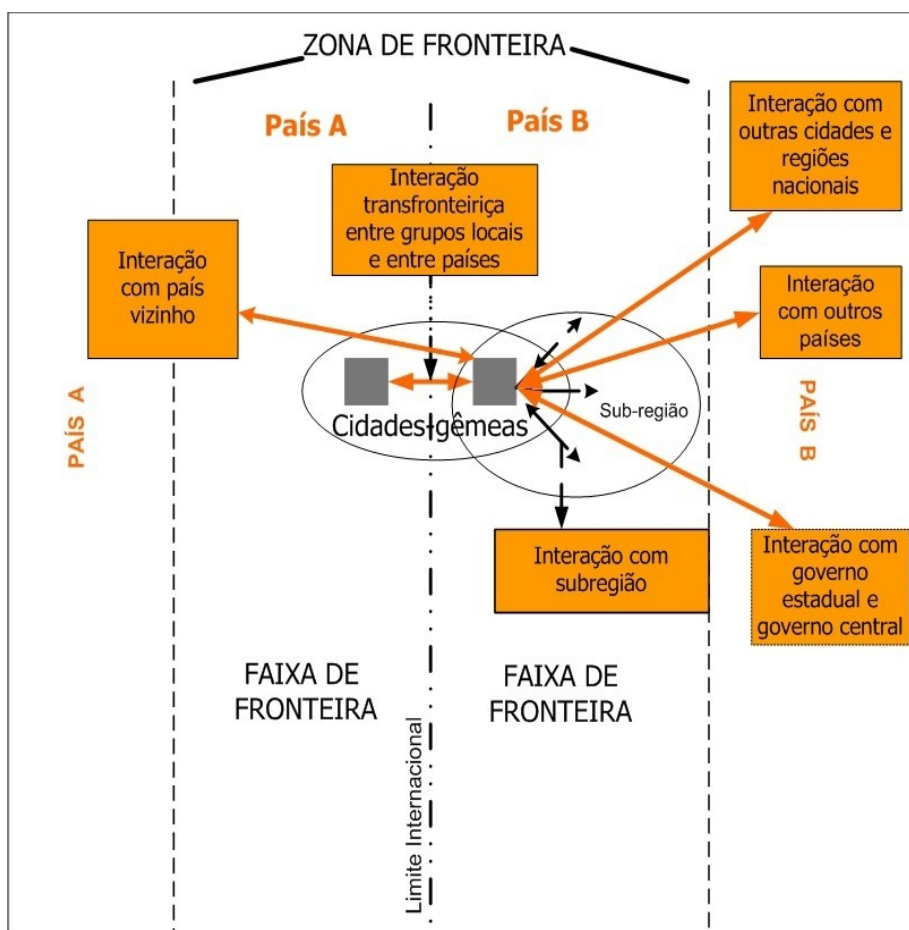 ZONA DE FRONTEIRA
País A
País B
Interação com
outras cidades e
regiões
nacionais
Interação
transfronteiriça
entre grupos locais
e entre países
Interação
com país
vizinho
Interação
com outros
países
Cidades-gêmeas
Sub-região
PAÍS A
PAÍS B
Interação com
subregião
Interação com
governo
estadual e
governo central
FAIXA DE
FRONTEIRA
FAIXA DE
FRONTEIRA
Limite Internacional